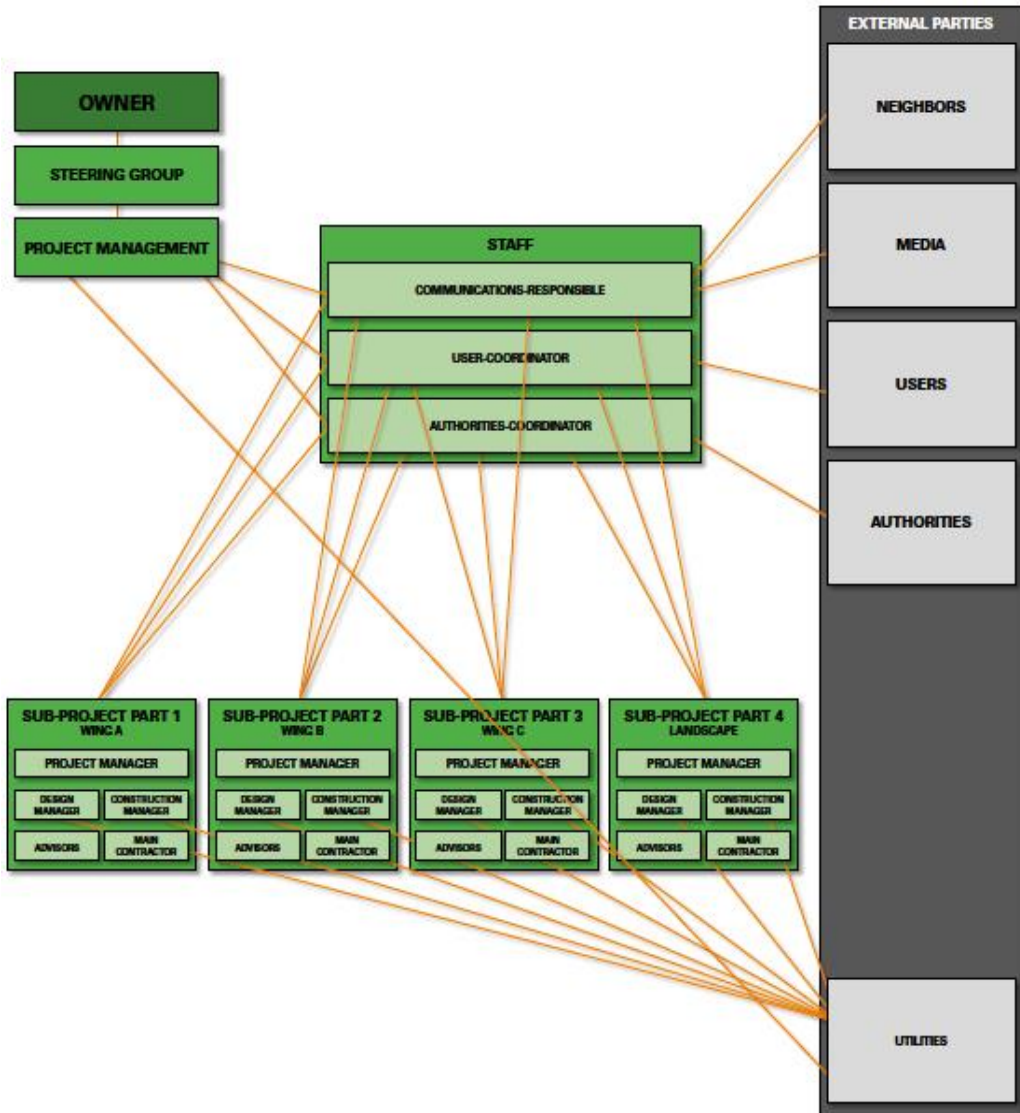 EXTERNAL PARTIES
NEIGHBORS
MEDIA
USERS
AUTHORITIES
UTILITIES
OWNER
STEERING GROUP
PROJECT MANAGEMENT
STAFF
COMMUNICATIONS-RESPONSIBLE
USER-COORDINATOR
AUTHORITIES-COORDINATOR
SUB-PROJECT PART 1
WING A
PROJECT MANAGER
DESIGN
MANAGER
CONSTRUCTION
MANAGER
ADVISORS
MAIN
CONTRACTOR
SUB-PROJECT PART 2
WING B
PROJECT MANAGER
DESIGN
MANAGER
CONSTRUCTION
MANAGER
ADVISORS
MAIN
CONTRACTOR
SUB-PROJECT PART 3
WING C
PROJECT MANAGER
DESIGN
MANAGER
CONSTRUCTION
MANAGER
ADVISORS
MAIN
CONTRACTOR
SUB-PROJECT PART 4
LANDSCAPE
PROJECT MANAGER
DESIGN
MANAGER
CONSTRUCTION
MANAGER
ADVISORS
MAIN
CONTRACTOR